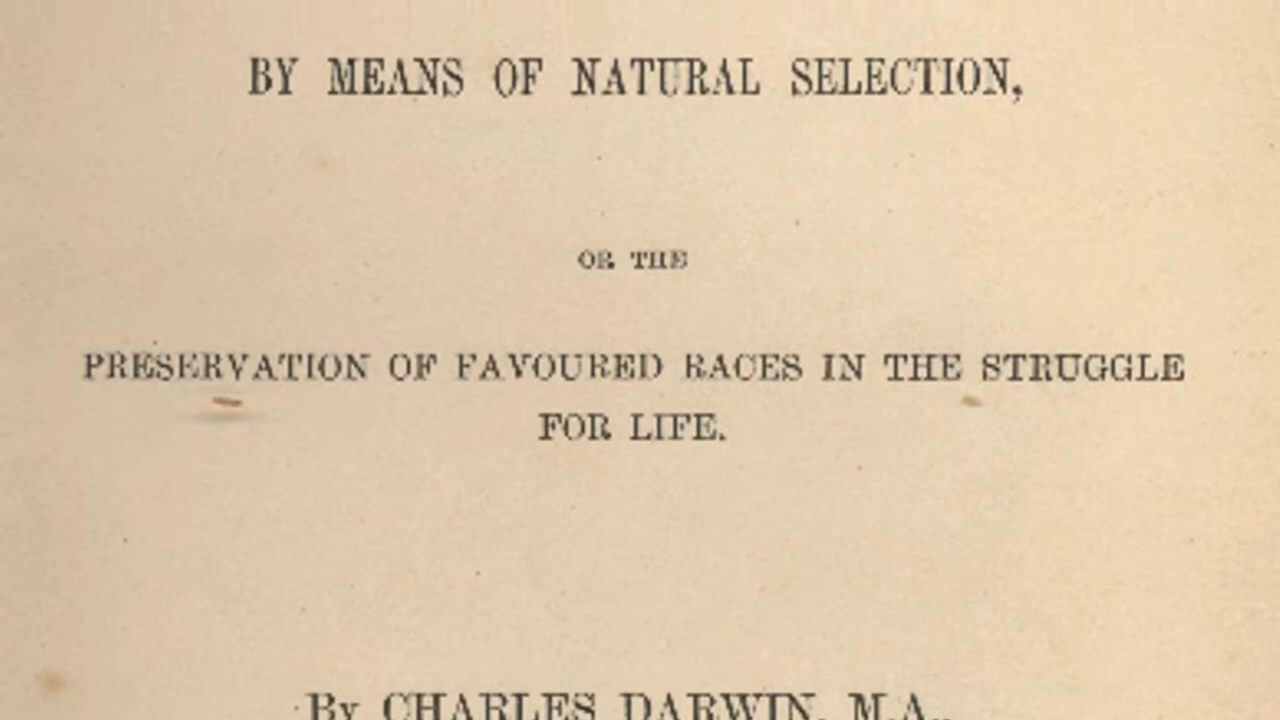 BY MEANS OF NATURAL SELECTION,
OR THE
PRESERVATION OF FAVOURED RACES IN THE STRUGGLE
FOR LIFE.
By CHARLES DARWIN, M.A.,